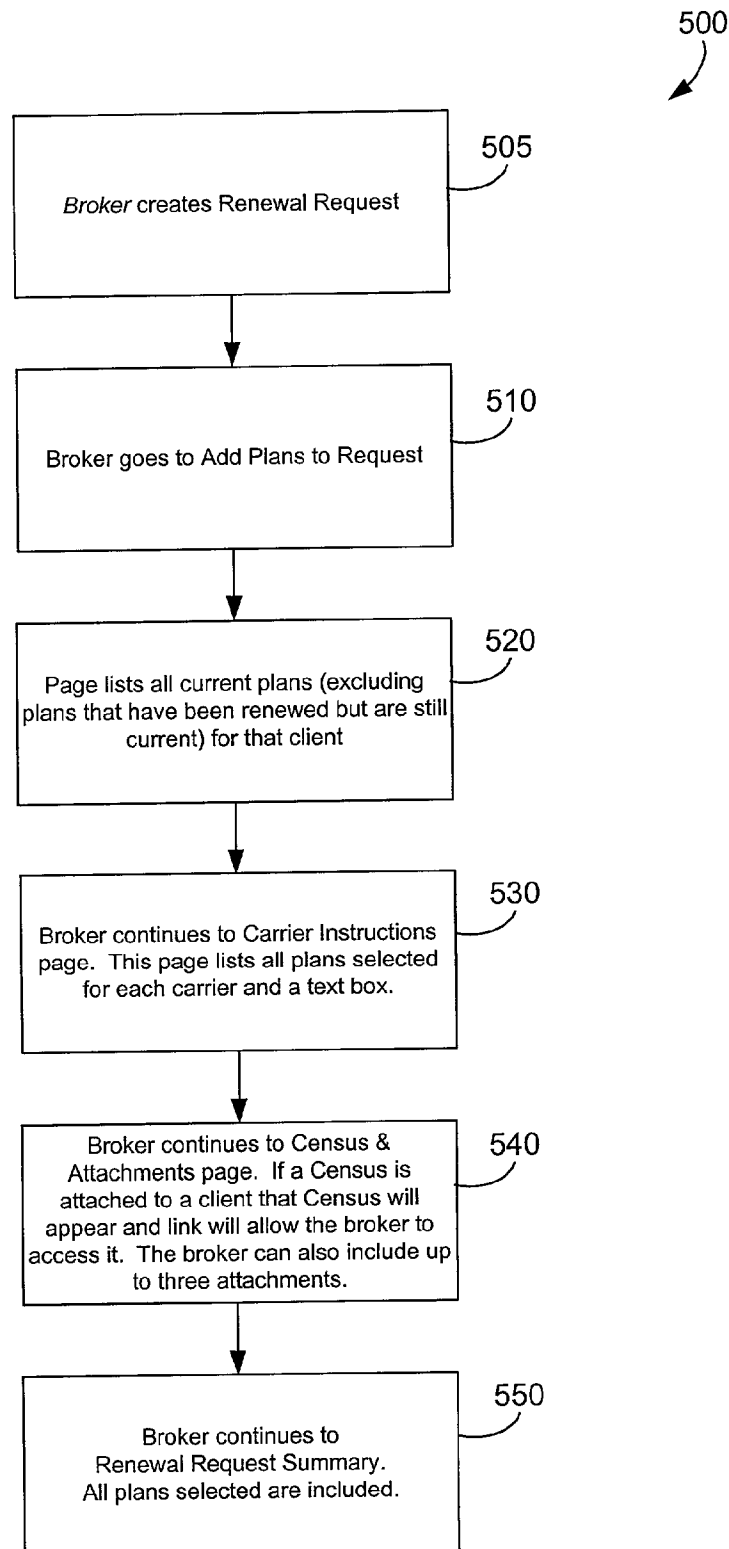 500
505
Broker creates Renewal Request
510
Broker goes to Add Plans to Request
520
Page lists all current plans (excluding
plans that have been renewed but are still
current) for that client
530
Broker continues to Carrier Instructions
page. This page lists all plans selected
for each carrier and a text box.
540
Broker continues to Census &
Attachments page. If a Census is
attached to a client that Census will
appear and link will allow the broker to
access it. The broker can also include up
to three attachments.
550
Broker continues to
Renewal Request Summary.
All plans selected are included.